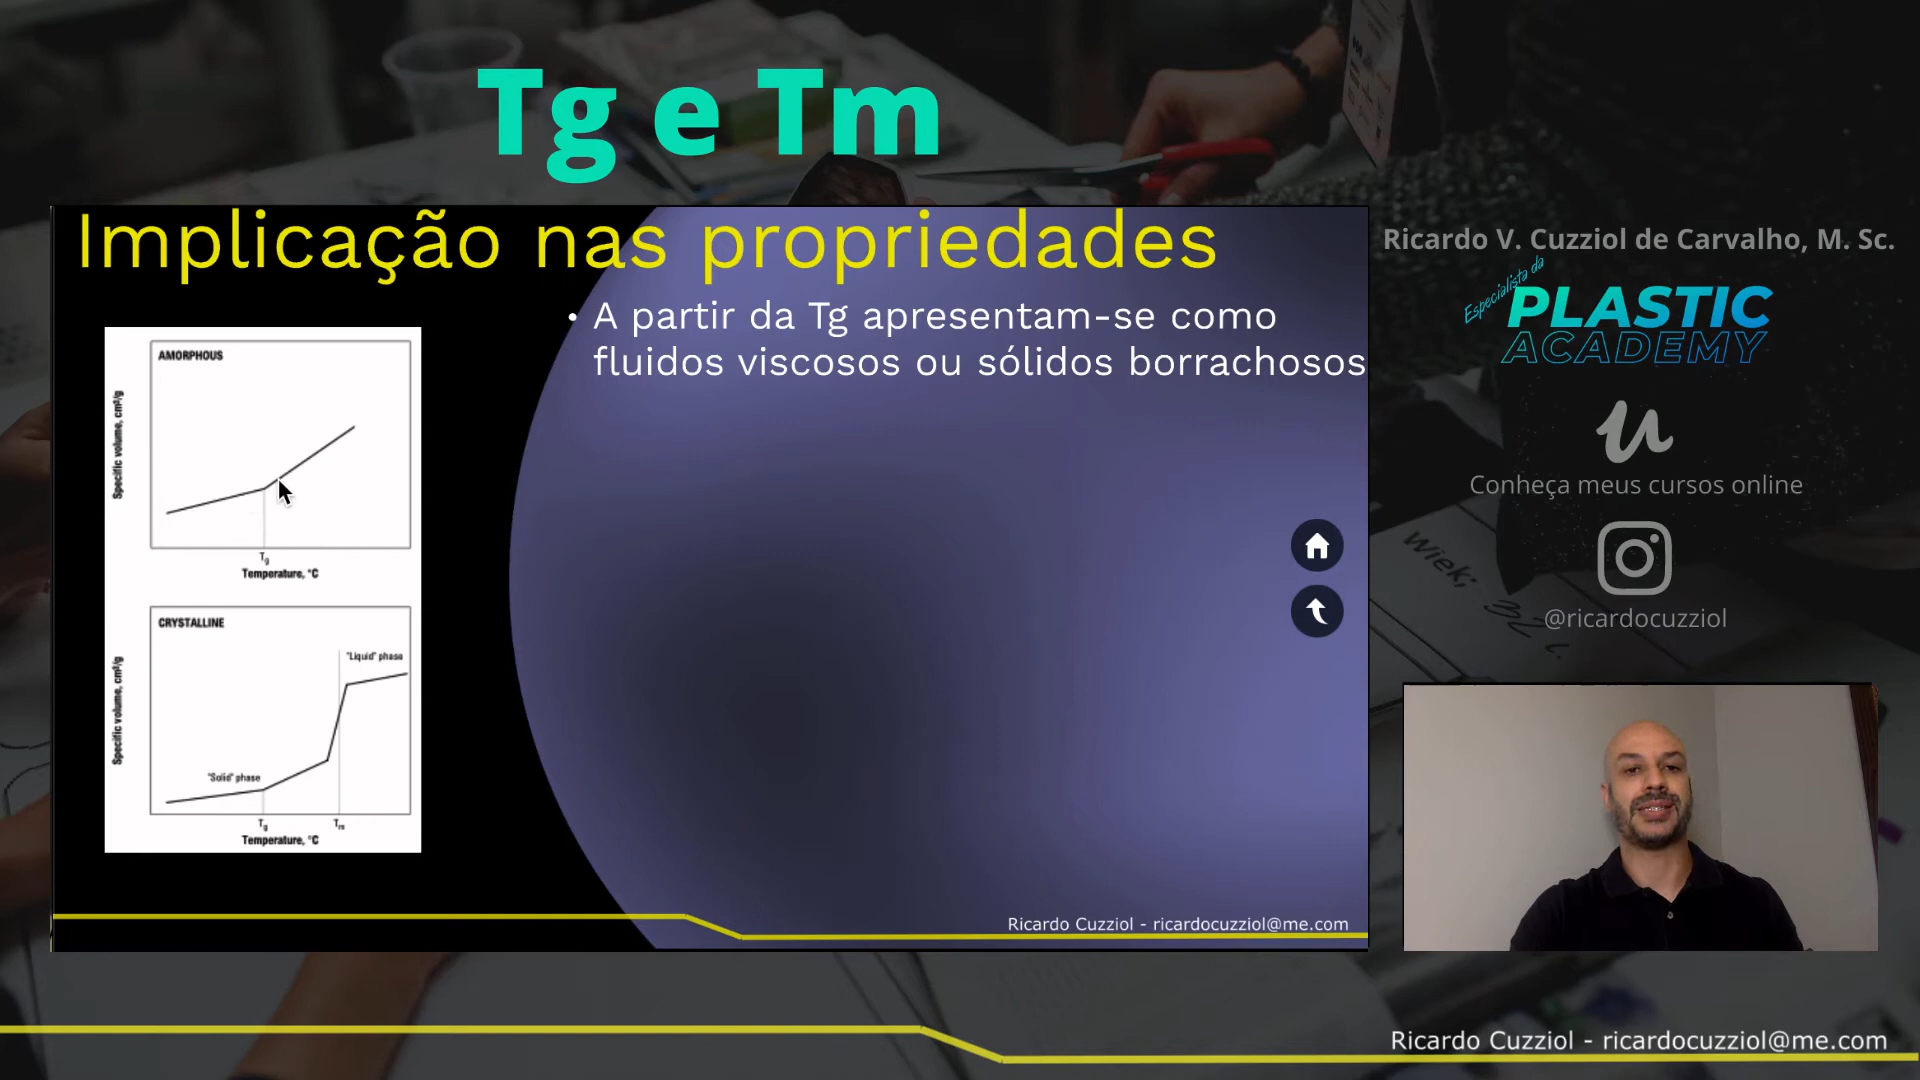 Tg e Tm
Implicação nas propriedades
• A partir da Tg apresentam-se como
fluidos viscosos ou sólidos borrachosos
AMORPHOUS
Specific volume, cm³/g
Tg
Temperature, °C
CRYSTALLINE
Specific volume, cm³/g
"Liquid" phase
"Solid" phase
Tg
Tm
Temperature, °C
Ricardo Cuzziol - ricardocuzziol@me.com
Ricardo V. Cuzziol de Carvalho, M. Sc.
Especialista da
PLASTIC
ACADEMY
Conheça meus cursos online
Wiek;
@ricardocuzziol
Ricardo Cuzziol - ricardocuzziol@me.com